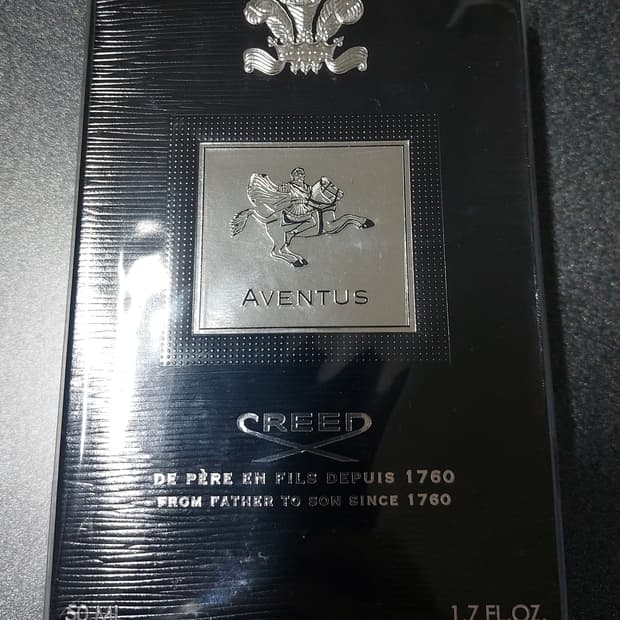 AVENTUS
CREED
DE PÈRE EN FILS DEPUIS 1760
FROM FATHER TO SON SINCE 1760
50 ML 1.7 FL.OZ.